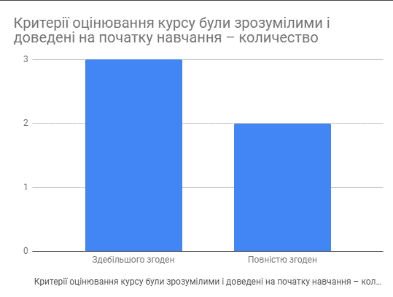 Критерії оцінювання курсу були зрозумілими і
доведені на початку навчання – количество
3
2
1
0
Здебільшого згоден
Повністю згоден
Критерії оцінювання курсу були зрозумілими і доведені на початку навчання – кол…